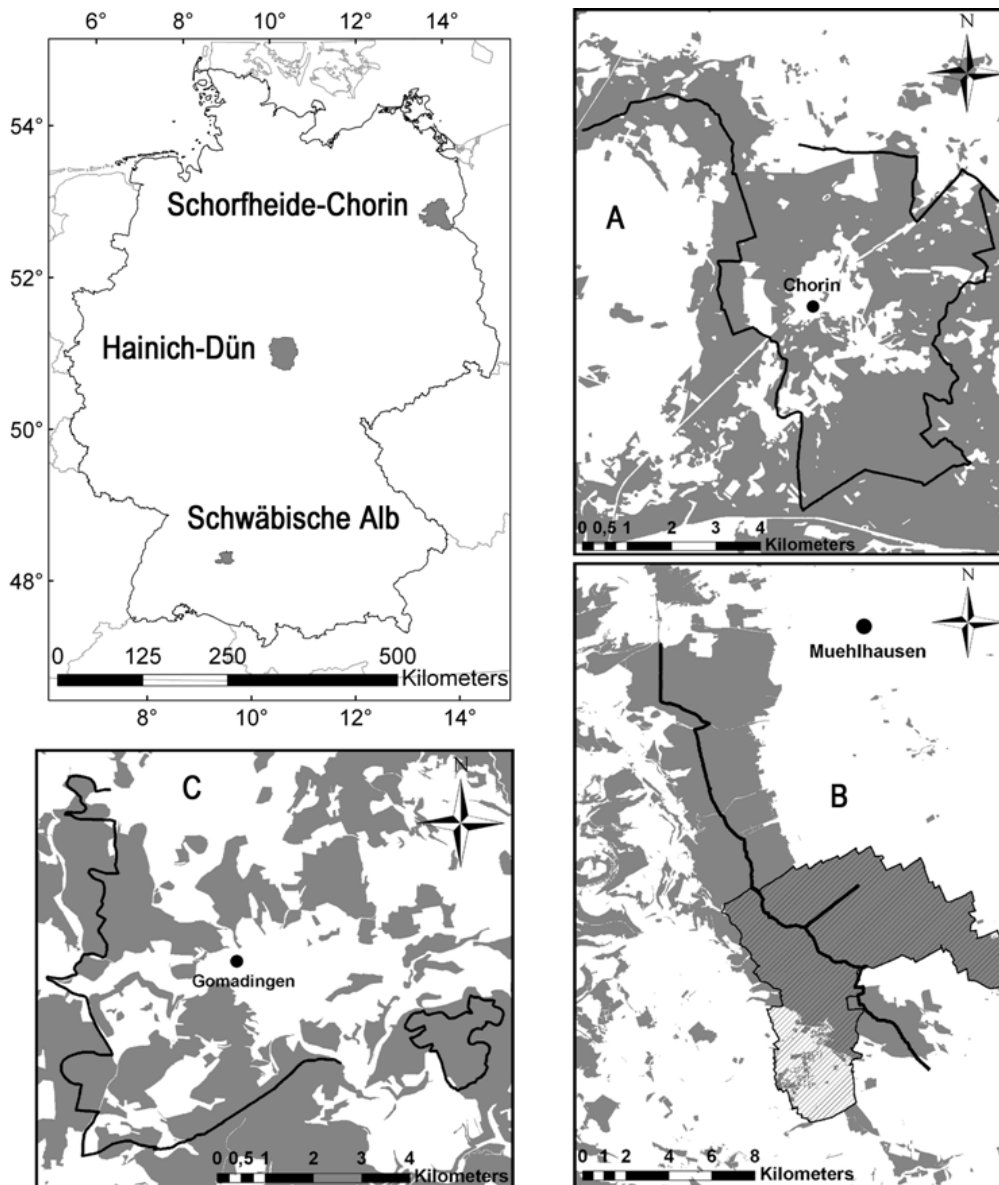 6° 8° 10° 12° 14°
54°
Schorfheide-Chorin
52°
Hainich-Dün
50°
Schwäbische Alb
48°
0 125 250 500
Kilometers
8° 10° 12° 14°
N
A
Chorin
0 0,5 1 2 3 4
Kilometers
N
Muehlhausen
B
0 1 2 4 6 8
Kilometers
N
C
Gomadingen
0 0,5 1 2 3 4
Kilometers